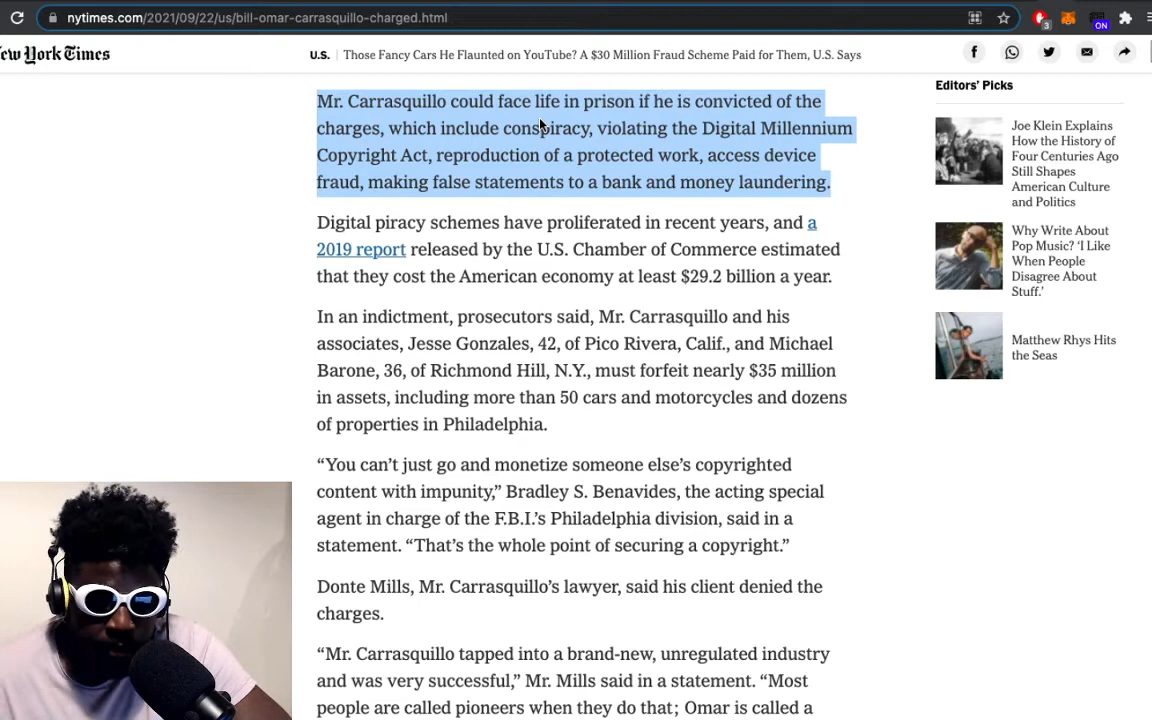 nytimes.com/2021/09/22/us/bill-omar-carrasquillo-charged.html
3
ON
ew York Times
U.S. | Those Fancy Cars He Flaunted on YouTube? A $30 Million Fraud Scheme Paid for Them, U.S. Says
Mr. Carrasquillo could face life in prison if he is convicted of the
charges, which include conspiracy, violating the Digital Millennium
Copyright Act, reproduction of a protected work, access device
fraud, making false statements to a bank and money laundering.
Digital piracy schemes have proliferated in recent years, and a
2019 report released by the U.S. Chamber of Commerce estimated
that they cost the American economy at least $29.2 billion a year.
In an indictment, prosecutors said, Mr. Carrasquillo and his
associates, Jesse Gonzales, 42, of Pico Rivera, Calif., and Michael
Barone, 36, of Richmond Hill, N.Y., must forfeit nearly $35 million
in assets, including more than 50 cars and motorcycles and dozens
of properties in Philadelphia.
“You can’t just go and monetize someone else’s copyrighted
content with impunity,” Bradley S. Benavides, the acting special
agent in charge of the F.B.I.’s Philadelphia division, said in a
statement. “That’s the whole point of securing a copyright.”
Donte Mills, Mr. Carrasquillo’s lawyer, said his client denied the
charges.
“Mr. Carrasquillo tapped into a brand-new, unregulated industry
and was very successful,” Mr. Mills said in a statement. “Most
people are called pioneers when they do that; Omar is called a
Editors’ Picks
Joe Klein Explains
How the History of
Four Centuries Ago
Still Shapes
American Culture
and Politics
Why Write About
Pop Music? ‘I Like
When People
Disagree About
Stuff.’
Matthew Rhys Hits
the Seas